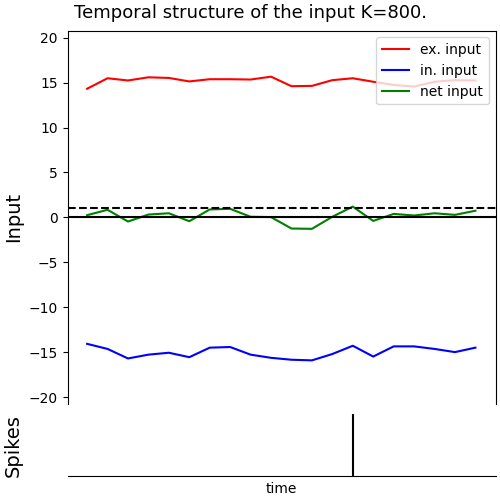 Temporal structure of the input K=800.
20
15
10
5
0
−5
−10
−15
−20
Input
ex. input
in. input
net input
Spikes
time